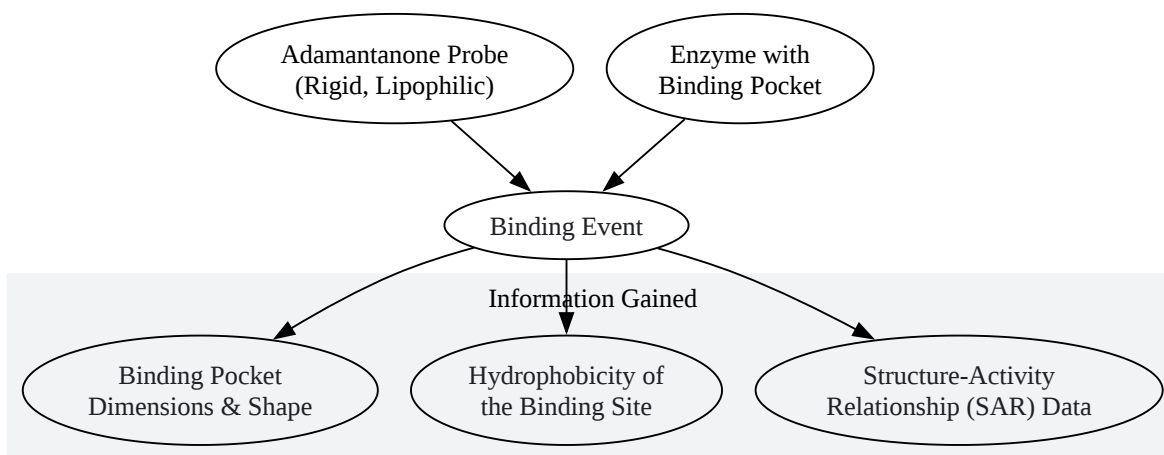 Adamantanone Probe
(Rigid, Lipophilic)
Enzyme with
Binding Pocket
Binding Event
Information Gained
Binding Pocket
Dimensions & Shape
Hydrophobicity of
the Binding Site
Structure-Activity
Relationship (SAR) Data